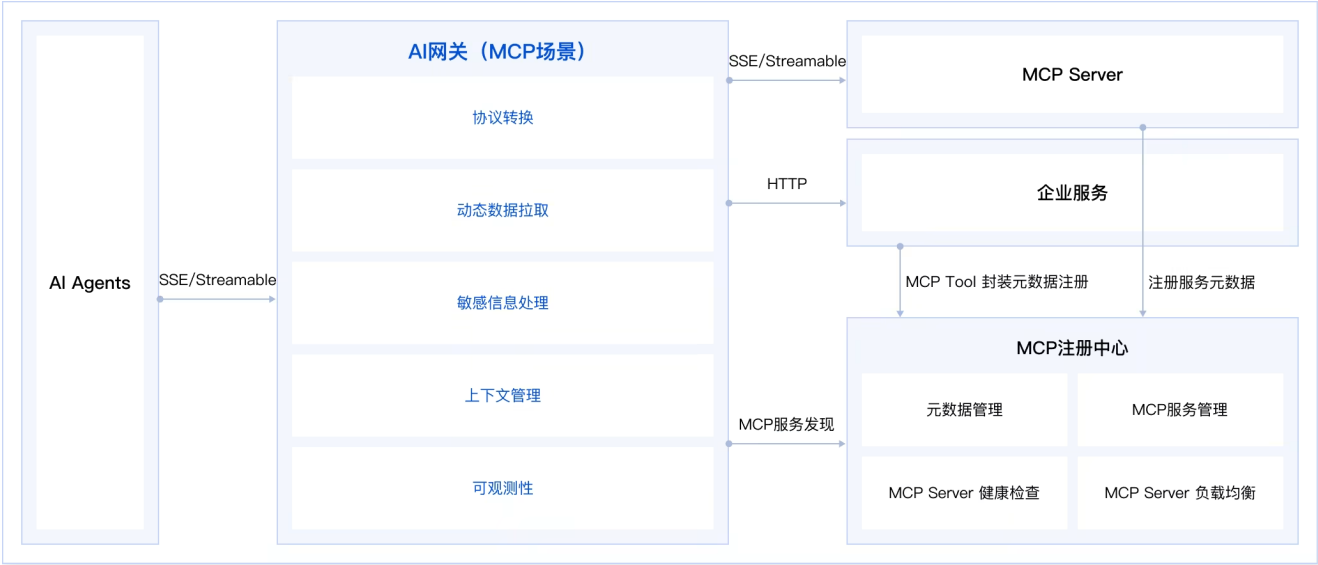 AI Agents
SSE/Streamable
AI网关（MCP场景）
协议转换
动态数据拉取
敏感信息处理
上下文管理
可观测性
SSE/Streamable
HTTP
MCP服务发现
MCP Server
企业服务
MCP Tool 封装元数据注册
注册服务元数据
MCP注册中心
元数据管理
MCP服务管理
MCP Server 健康检查
MCP Server 负载均衡